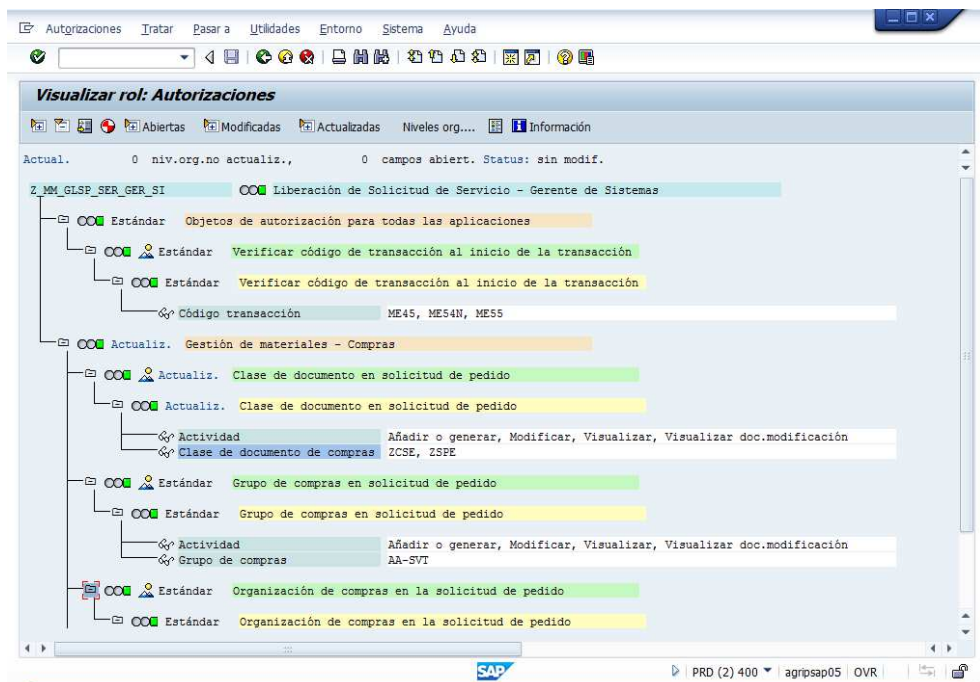 Autorizaciones Tratar Pasar a Utilidades Entorno Sistema Ayuda
Visualizar rol: Autorizaciones
Abiertas Modificadas Actualizadas Niveles org.... Información
Actual. 0 niv.org.no actualiz., 0 campos abiert. Status: sin modif.
Z_MM_GLSP_SER_GER_SI Liberación de Solicitud de Servicio - Gerente de Sistemas
Estándar Objetos de autorización para todas las aplicaciones
Estándar Verificar código de transacción al inicio de la transacción
Estándar Verificar código de transacción al inicio de la transacción
Código transacción ME45, ME54N, ME55
Actualiz. Gestión de materiales - Compras
Actualiz. Clase de documento en solicitud de pedido
Actualiz. Clase de documento en solicitud de pedido
Actividad Añadir o generar, Modificar, Visualizar, Visualizar doc.modificación
Clase de documento de compras ZCSE, ZSPE
Estándar Grupo de compras en solicitud de pedido
Estándar Grupo de compras en solicitud de pedido
Actividad Añadir o generar, Modificar, Visualizar, Visualizar doc.modificación
Grupo de compras AA-SVT
Estándar Organización de compras en la solicitud de pedido
Estándar Organización de compras en la solicitud de pedido
SAP PRD (2) 400 agripsap05 OVR